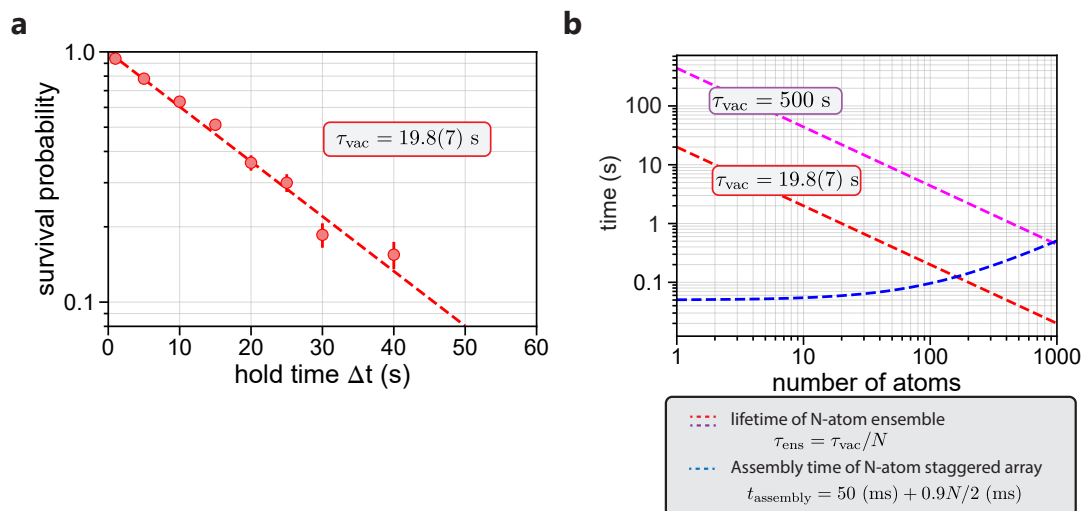 a
survival probability
1.0
0.1
τvac = 19.8(7) s
0 10 20 30 40 50 60
hold time Δt (s)
b
time (s)
100
10
1
0.1
τvac = 500 s
τvac = 19.8(7) s
1 10 100 1000
number of atoms
lifetime of N-atom ensemble
τens = τvac/N
Assembly time of N-atom staggered array
tassembly = 50 (ms) + 0.9N/2 (ms)